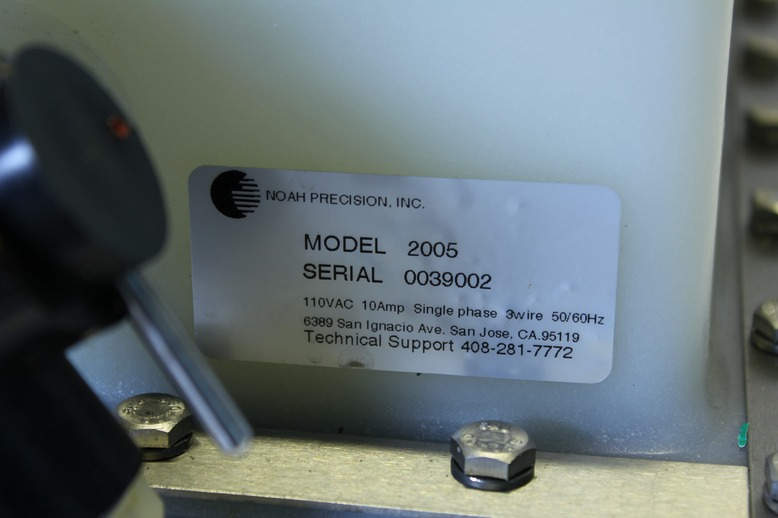 NOAH PRECISION, INC.
MODEL 2005
SERIAL 0039002
110VAC 10Amp Single phase 3wire 50/60Hz
6389 San Ignacio Ave. San Jose, CA.95119
Technical Support 408-281-7772